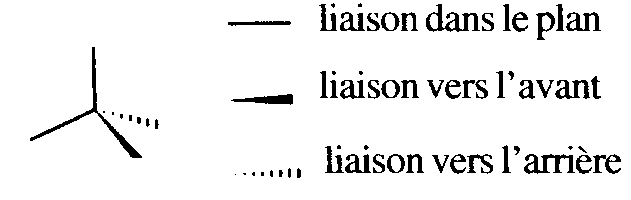 liaison dans le plan
liaison vers l'avant
liaison vers l'arrière